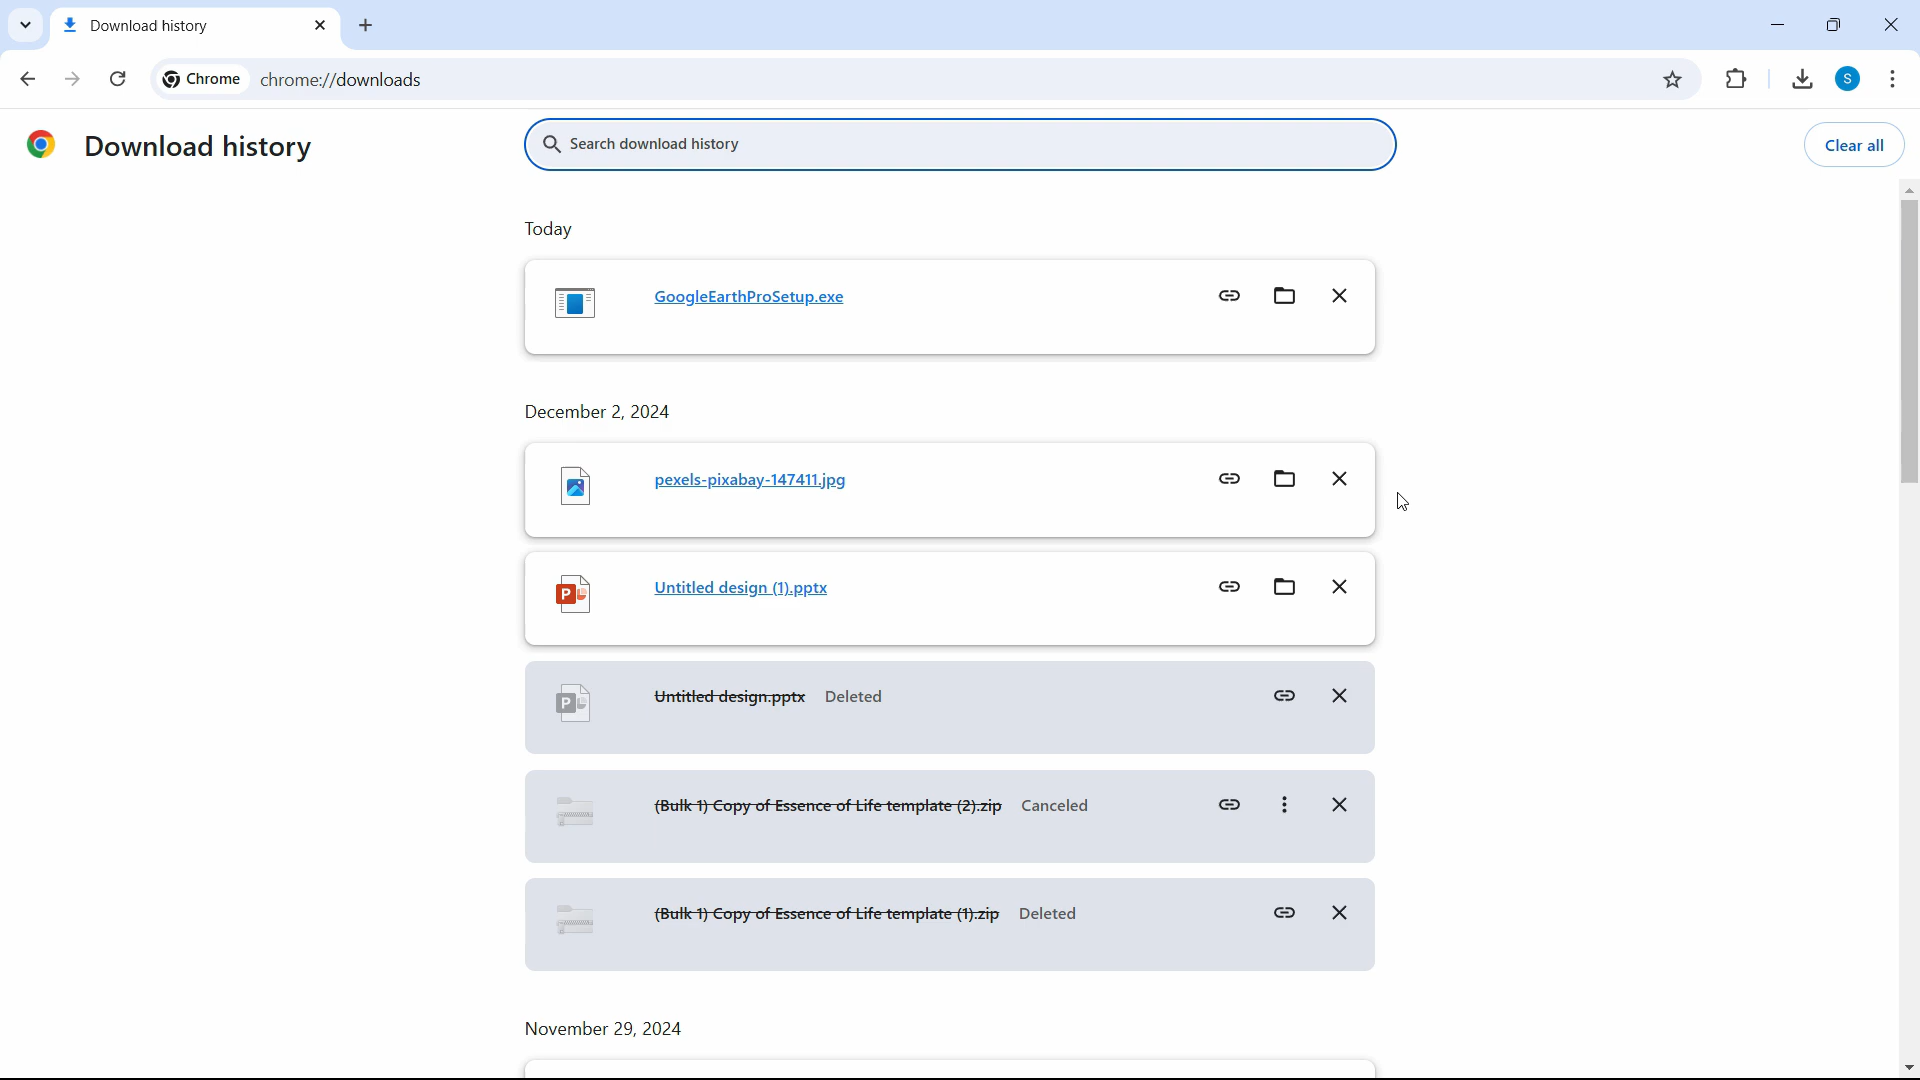 Download history
Chrome chrome://downloads
S
Download history
Search download history
Clear all
Today
GoogleEarthProSetup.exe
December 2, 2024
pexels-pixabay-147411.jpg
Untitled design (1).pptx
Untitled design.pptx Deleted
(Bulk 1) Copy of Essence of Life template (2).zip Canceled
(Bulk 1) Copy of Essence of Life template (1).zip Deleted
November 29, 2024